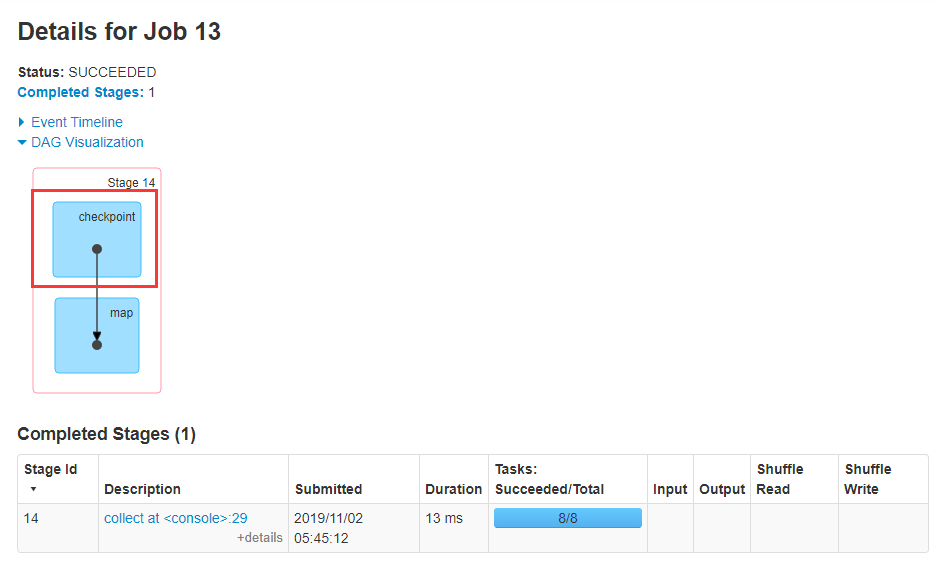 Details for Job 13
Status: SUCCEEDED
Completed Stages: 1
Event Timeline
DAG Visualization
Stage 14
checkpoint
map
Completed Stages (1)
Stage Id
Description
Submitted
Duration
Tasks: Succeeded/Total
Input
Output
Shuffle Read
Shuffle Write
14
collect at <console>:29
+details
2019/11/02 05:45:12
13 ms
8/8